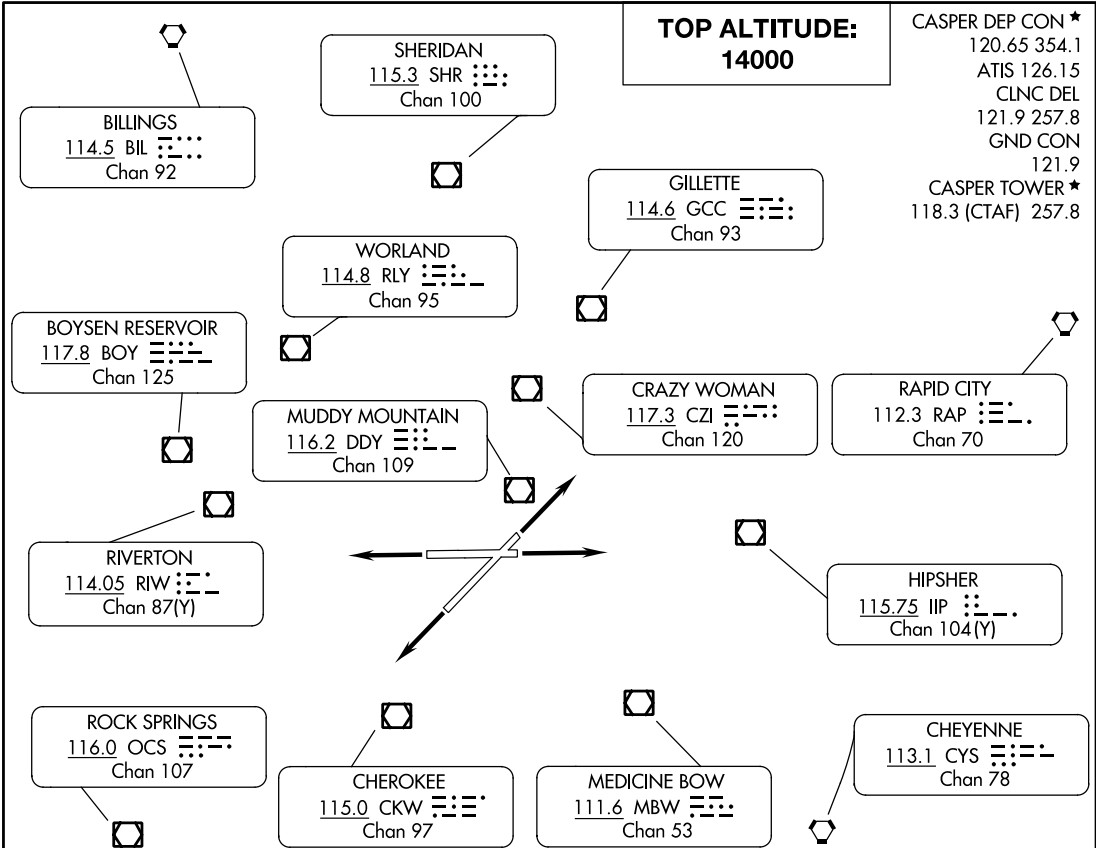 TOP ALTITUDE:
14000
CASPER DEP CON ★
120.65 354.1
ATIS 126.15
CLNC DEL
121.9 257.8
GND CON
121.9
CASPER TOWER ★
118.3 (CTAF) 257.8
SHERIDAN
115.3 SHR
Chan 100
BILLINGS
114.5 BIL
Chan 92
GILLETTE
114.6 GCC
Chan 93
WORLAND
114.8 RLY
Chan 95
BOYSEN RESERVOIR
117.8 BOY
Chan 125
CRAZY WOMAN
117.3 CZI
Chan 120
RAPID CITY
112.3 RAP
Chan 70
MUDDY MOUNTAIN
116.2 DDY
Chan 109
RIVERTON
114.05 RIW
Chan 87(Y)
HIPSHER
115.75 IIP
Chan 104(Y)
ROCK SPRINGS
116.0 OCS
Chan 107
CHEROKEE
115.0 CKW
Chan 97
MEDICINE BOW
111.6 MBW
Chan 53
CHEYENNE
113.1 CYS
Chan 78